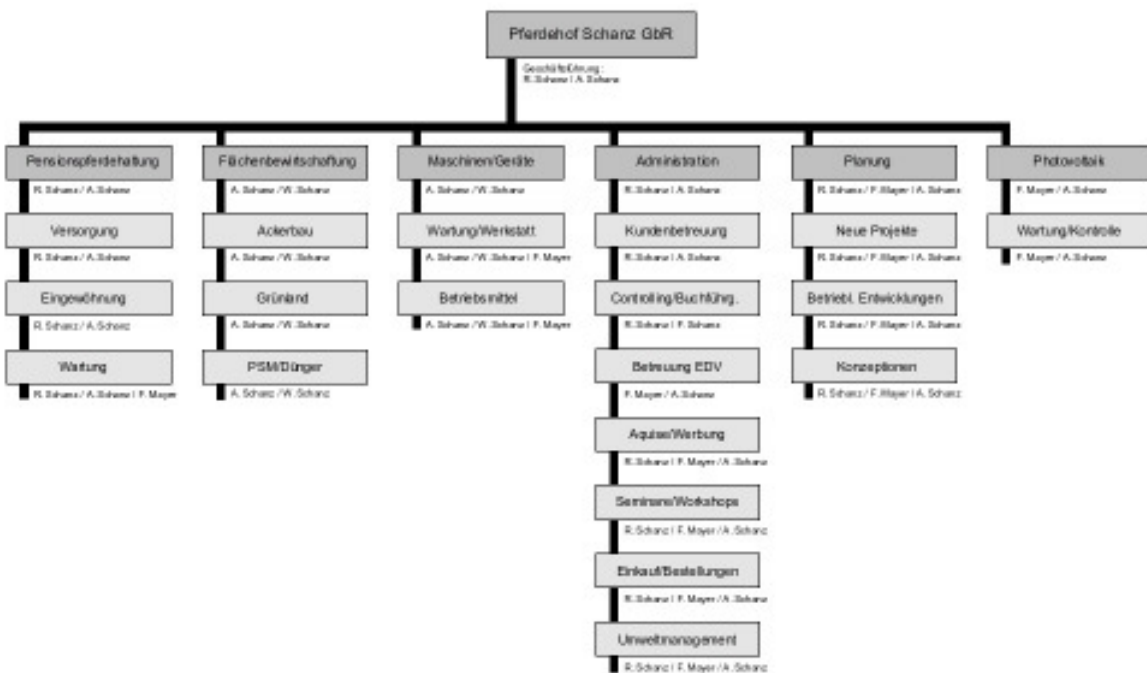 Pferdehof Schanz GbR
Geschäftsführung:
R. Schanz / A. Schanz
Pensionspferdehaltung
R. Schanz / A. Schanz
Versorgung
R. Schanz / A. Schanz
Eingewöhnung
R. Schanz / A. Schanz
Wartung
R. Schanz / A. Schanz / F. Mayer
Flächenbewirtschaftung
A. Schanz / W. Schanz
Ackerbau
A. Schanz / W. Schanz
Grünland
A. Schanz / W. Schanz
PSM/Dünger
A. Schanz / W. Schanz
Maschinen/Geräte
A. Schanz / W. Schanz
Wartung/Werkstatt
A. Schanz / W. Schanz / F. Mayer
Betriebsmittel
A. Schanz / W. Schanz / F. Mayer
Administration
R. Schanz / A. Schanz
Kundenbetreuung
R. Schanz / A. Schanz
Controlling/Buchführg.
R. Schanz / F. Schanz
Betreuung EDV
F. Mayer / A. Schanz
Aquise/Werbung
R. Schanz / F. Mayer / A. Schanz
Seminare/Workshops
R. Schanz / F. Mayer / A. Schanz
Einkauf/Bestellungen
R. Schanz / F. Mayer / A. Schanz
Umweltmanagement
R. Schanz / F. Mayer / A. Schanz
Planung
R. Schanz / F. Mayer / A. Schanz
Neue Projekte
R. Schanz / F. Mayer / A. Schanz
Betriebl. Entwicklungen
R. Schanz / F. Mayer / A. Schanz
Konzeptionen
R. Schanz / F. Mayer / A. Schanz
Photovoltaik
F. Mayer / A. Schanz
Wartung/Kontrolle
F. Mayer / A. Schanz